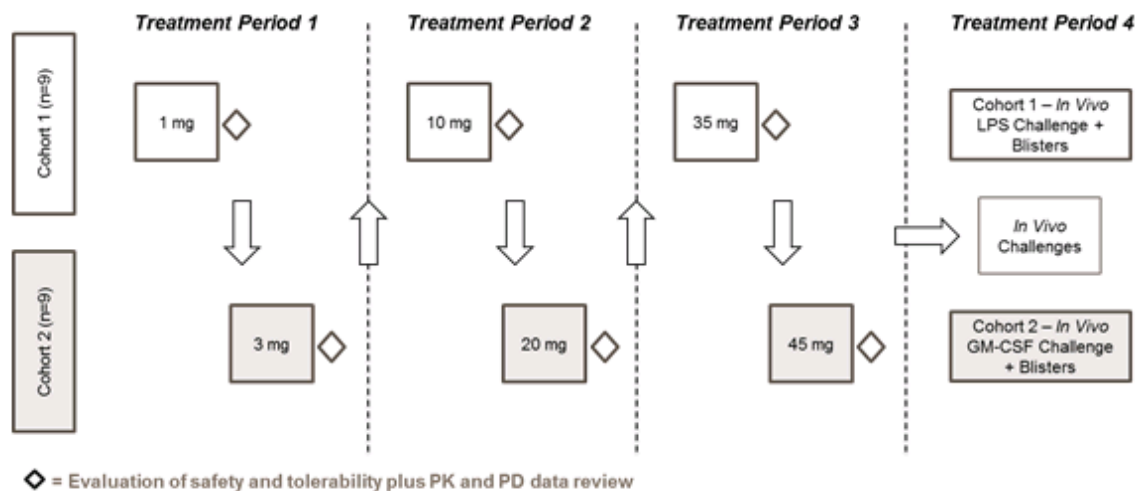 Treatment Period 1
Treatment Period 2
Treatment Period 3
Treatment Period 4
Cohort 1 (n=9)
1 mg
10 mg
35 mg
Cohort 1 – In Vivo
LPS Challenge +
Blisters
In Vivo
Challenges
Cohort 2 (n=9)
3 mg
20 mg
45 mg
Cohort 2 – In Vivo
GM-CSF Challenge
+ Blisters
◇ = Evaluation of safety and tolerability plus PK and PD data review